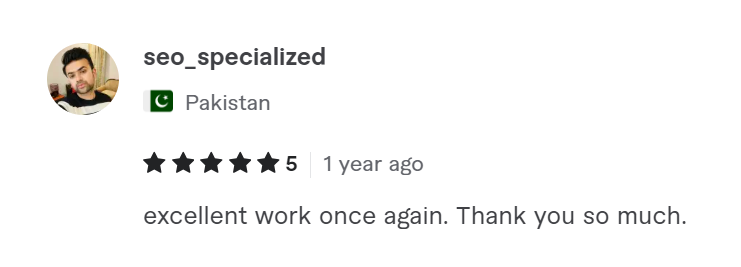 seo_specialized
Pakistan
5 1 year ago
excellent work once again. Thank you so much.